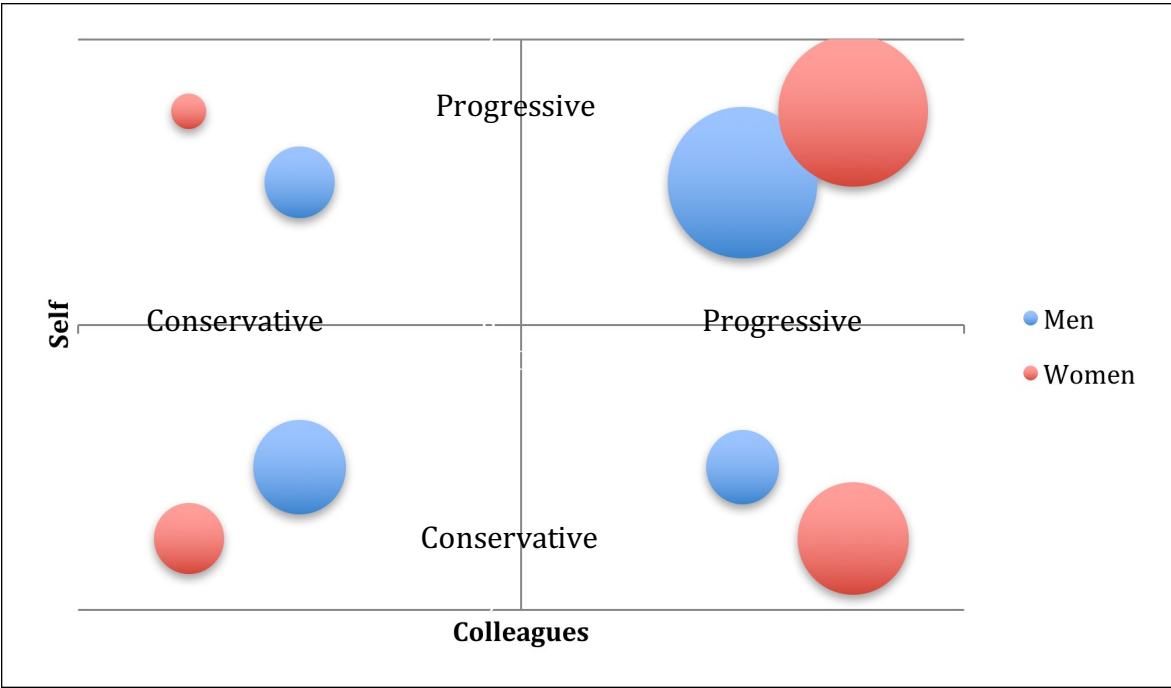 Progressive
Self
Conservative
Progressive
Men
Women
Conservative
Colleagues